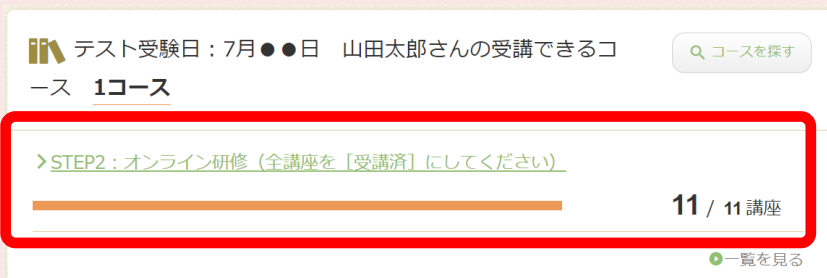 テスト受験日：7月●●日　山田太郎さんの受講できるコ
ース　1コース
コースを探す
STEP2：オンライン研修（全講座を［受講済］にしてください）
11 / 11 講座
一覧を見る